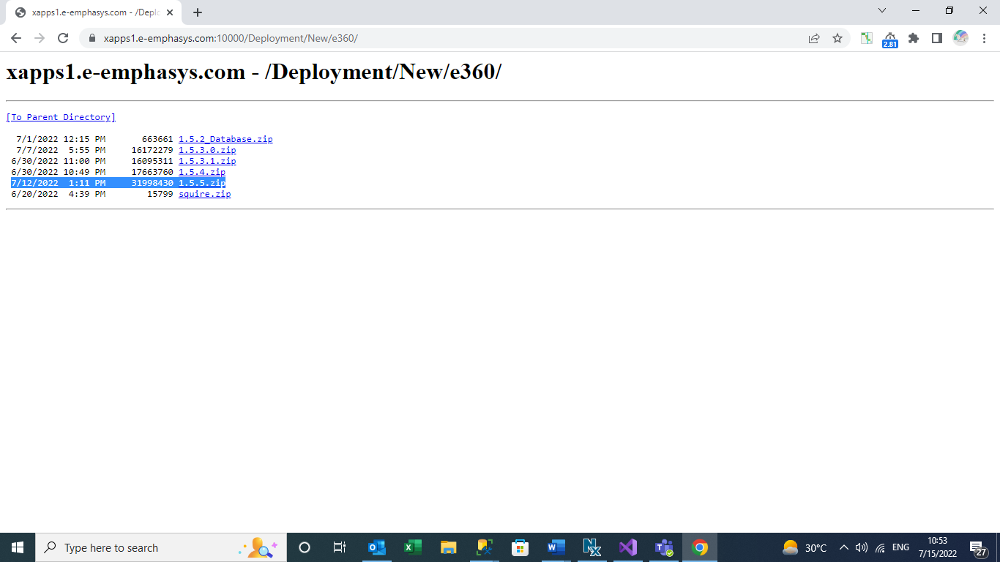 xapps1.e-emphasys.com - /Deplo
xapps1.e-emphasys.com:10000/Deployment/New/e360/
2.81
xapps1.e-emphasys.com - /Deployment/New/e360/
[To Parent Directory]
7/1/2022 12:15 PM 663661 1.5.2_Database.zip
7/7/2022 5:55 PM 16172279 1.5.3.0.zip
6/30/2022 11:00 PM 16095311 1.5.3.1.zip
6/30/2022 10:49 PM 17663760 1.5.4.zip
7/12/2022 1:11 PM 31998430 1.5.5.zip
6/20/2022 4:39 PM 15799 squire.zip
Type here to search
30°C
ENG
10:53
7/15/2022
27